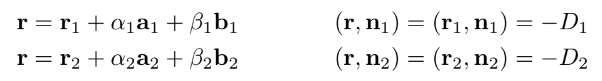 r = r₁ + α₁a₁ + β₁b₁ (r, n₁) = (r₁, n₁) = −D₁
r = r₂ + α₂a₂ + β₂b₂ (r, n₂) = (r₂, n₂) = −D₂